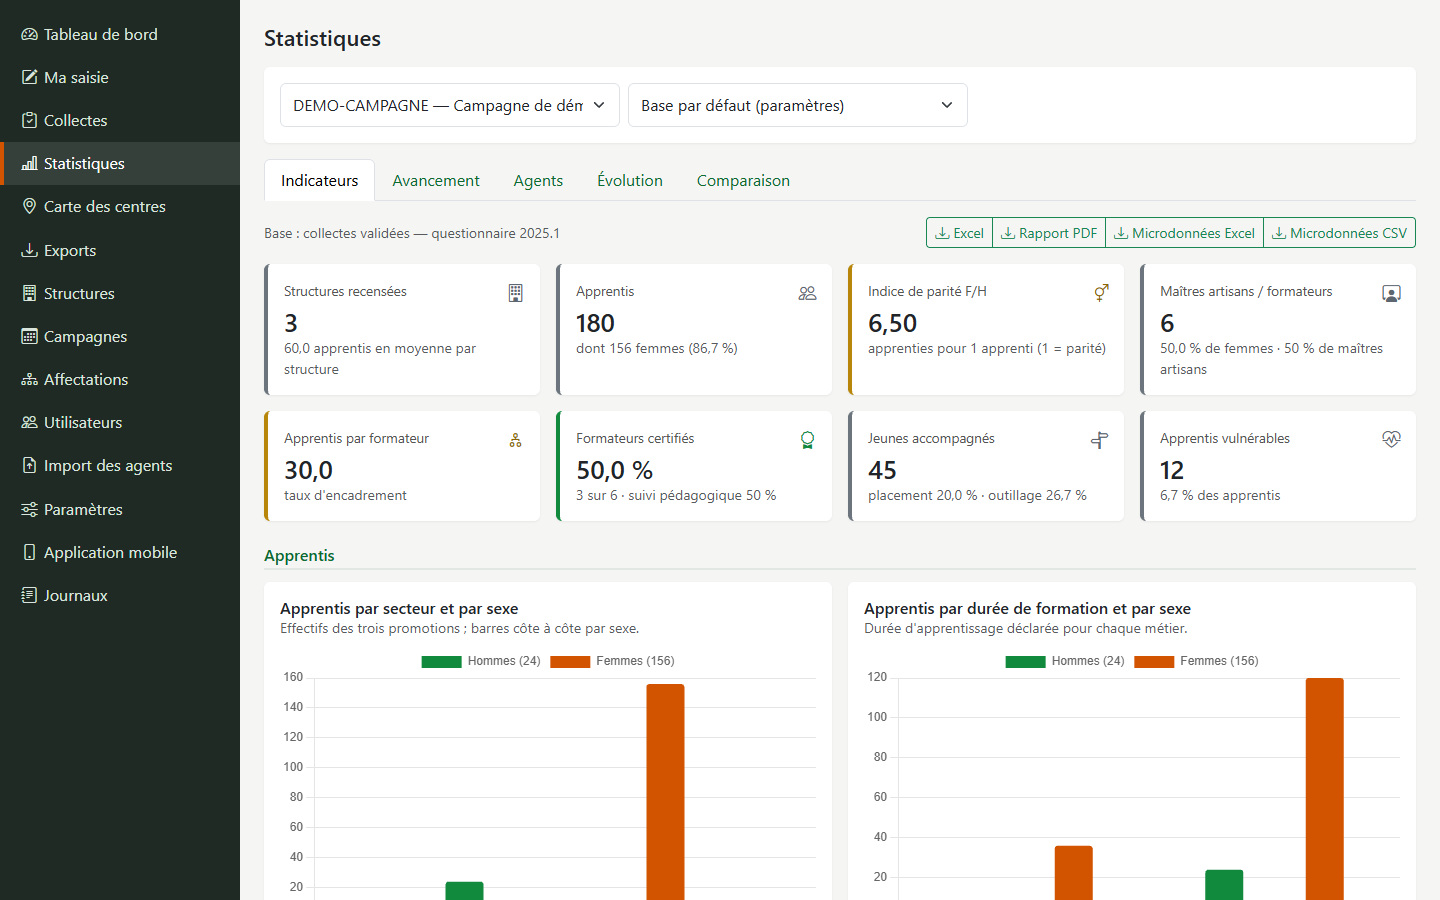 Tableau de bord
Ma saisie
Collectes
Statistiques
Carte des centres
Exports
Structures
Campagnes
Affectations
Utilisateurs
Import des agents
Paramètres
Application mobile
Journaux
Statistiques
DEMO-CAMPAGNE — Campagne de dém
Base par défaut (paramètres)
Indicateurs
Avancement
Agents
Évolution
Comparaison
Base : collectes validées — questionnaire 2025.1
Excel
Rapport PDF
Microdonnées Excel
Microdonnées CSV
Structures recensées
3
60,0 apprentis en moyenne par
structure
Apprentis
180
dont 156 femmes (86,7 %)
Indice de parité F/H
6,50
apprenties pour 1 apprenti (1 = parité)
Maîtres artisans / formateurs
6
50,0 % de femmes · 50 % de maîtres
artisans
Apprentis par formateur
30,0
taux d'encadrement
Formateurs certifiés
50,0 %
3 sur 6 · suivi pédagogique 50 %
Jeunes accompagnés
45
placement 20,0 % · outillage 26,7 %
Apprentis vulnérables
12
6,7 % des apprentis
Apprentis
Apprentis par secteur et par sexe
Effectifs des trois promotions ; barres côte à côte par sexe.
Hommes (24)
Femmes (156)
160
140
120
100
80
60
40
20
Apprentis par durée de formation et par sexe
Durée d'apprentissage déclarée pour chaque métier.
Hommes (24)
Femmes (156)
120
100
80
60
40
20